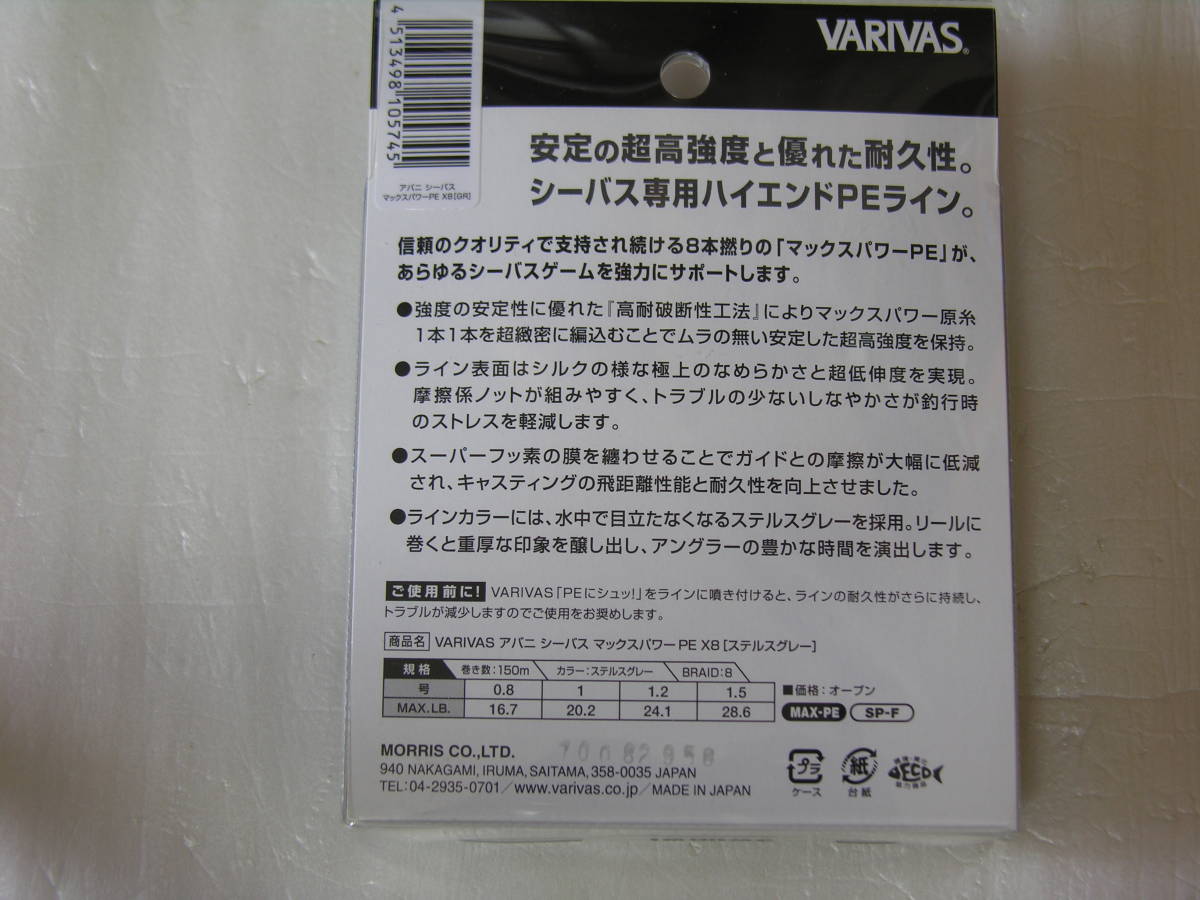 VARIVAS®
4 513498 105745
アバニ シーバス
マックスパワーPE X8[GR]
安定の超高強度と優れた耐久性。
シーバス専用ハイエンドPEライン。
信頼のクオリティで支持され続ける8本撚りの「マックスパワーPE」が、
あらゆるシーバスゲームを強力にサポートします。
●強度の安定性に優れた『高耐破断性工法』によりマックスパワー原糸
1本1本を超緻密に編込むことでムラの無い安定した超高強度を保持。
●ライン表面はシルクの様な極上のなめらかさと超低伸度を実現。
摩擦係ノットが組みやすく、トラブルの少ないしなやかさが釣行時
のストレスを軽減します。
●スーパーフッ素の膜を纏わせることでガイドとの摩擦が大幅に低減
され、キャスティングの飛距離性能と耐久性を向上させました。
●ラインカラーには、水中で目立たなくなるステルスグレーを採用。リールに
巻くと重厚な印象を醸し出し、アングラーの豊かな時間を演出します。
ご使用前に! VARIVAS「PEにシュッ!」をラインに噴き付けると、ラインの耐久性がさらに持続し、
トラブルが減少しますのでご使用をお奨めします。
商品名 VARIVAS アバニ シーバス マックスパワーPE X8[ステルスグレー]
規格 巻き数:150m カラー:ステルスグレー BRAID:8
号 0.8 1 1.2 1.5
MAX.LB. 16.7 20.2 24.1 28.6
■価格:オープン
MAX-PE SP-F
MORRIS CO.,LTD.
940 NAKAGAMI, IRUMA, SAITAMA, 358-0035 JAPAN
TEL:04-2935-0701/www.varivas.co.jp/MADE IN JAPAN
プラ
ケース
紙
台紙
ECO